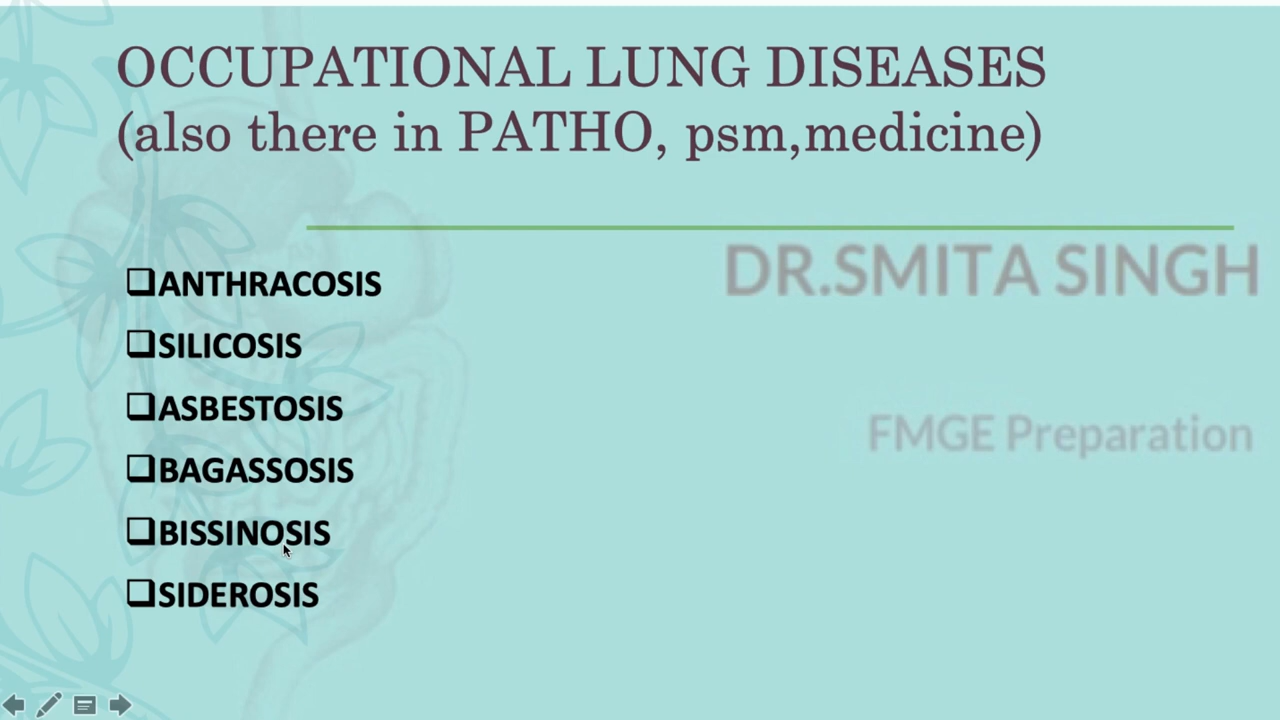 OCCUPATIONAL LUNG DISEASES
(also there in PATHO, psm,medicine)
DR.SMITA SINGH
ANTHRACOSIS
SILICOSIS
ASBESTOSIS
FMGE Preparation
BAGASSOSIS
BISSINOSIS
SIDEROSIS